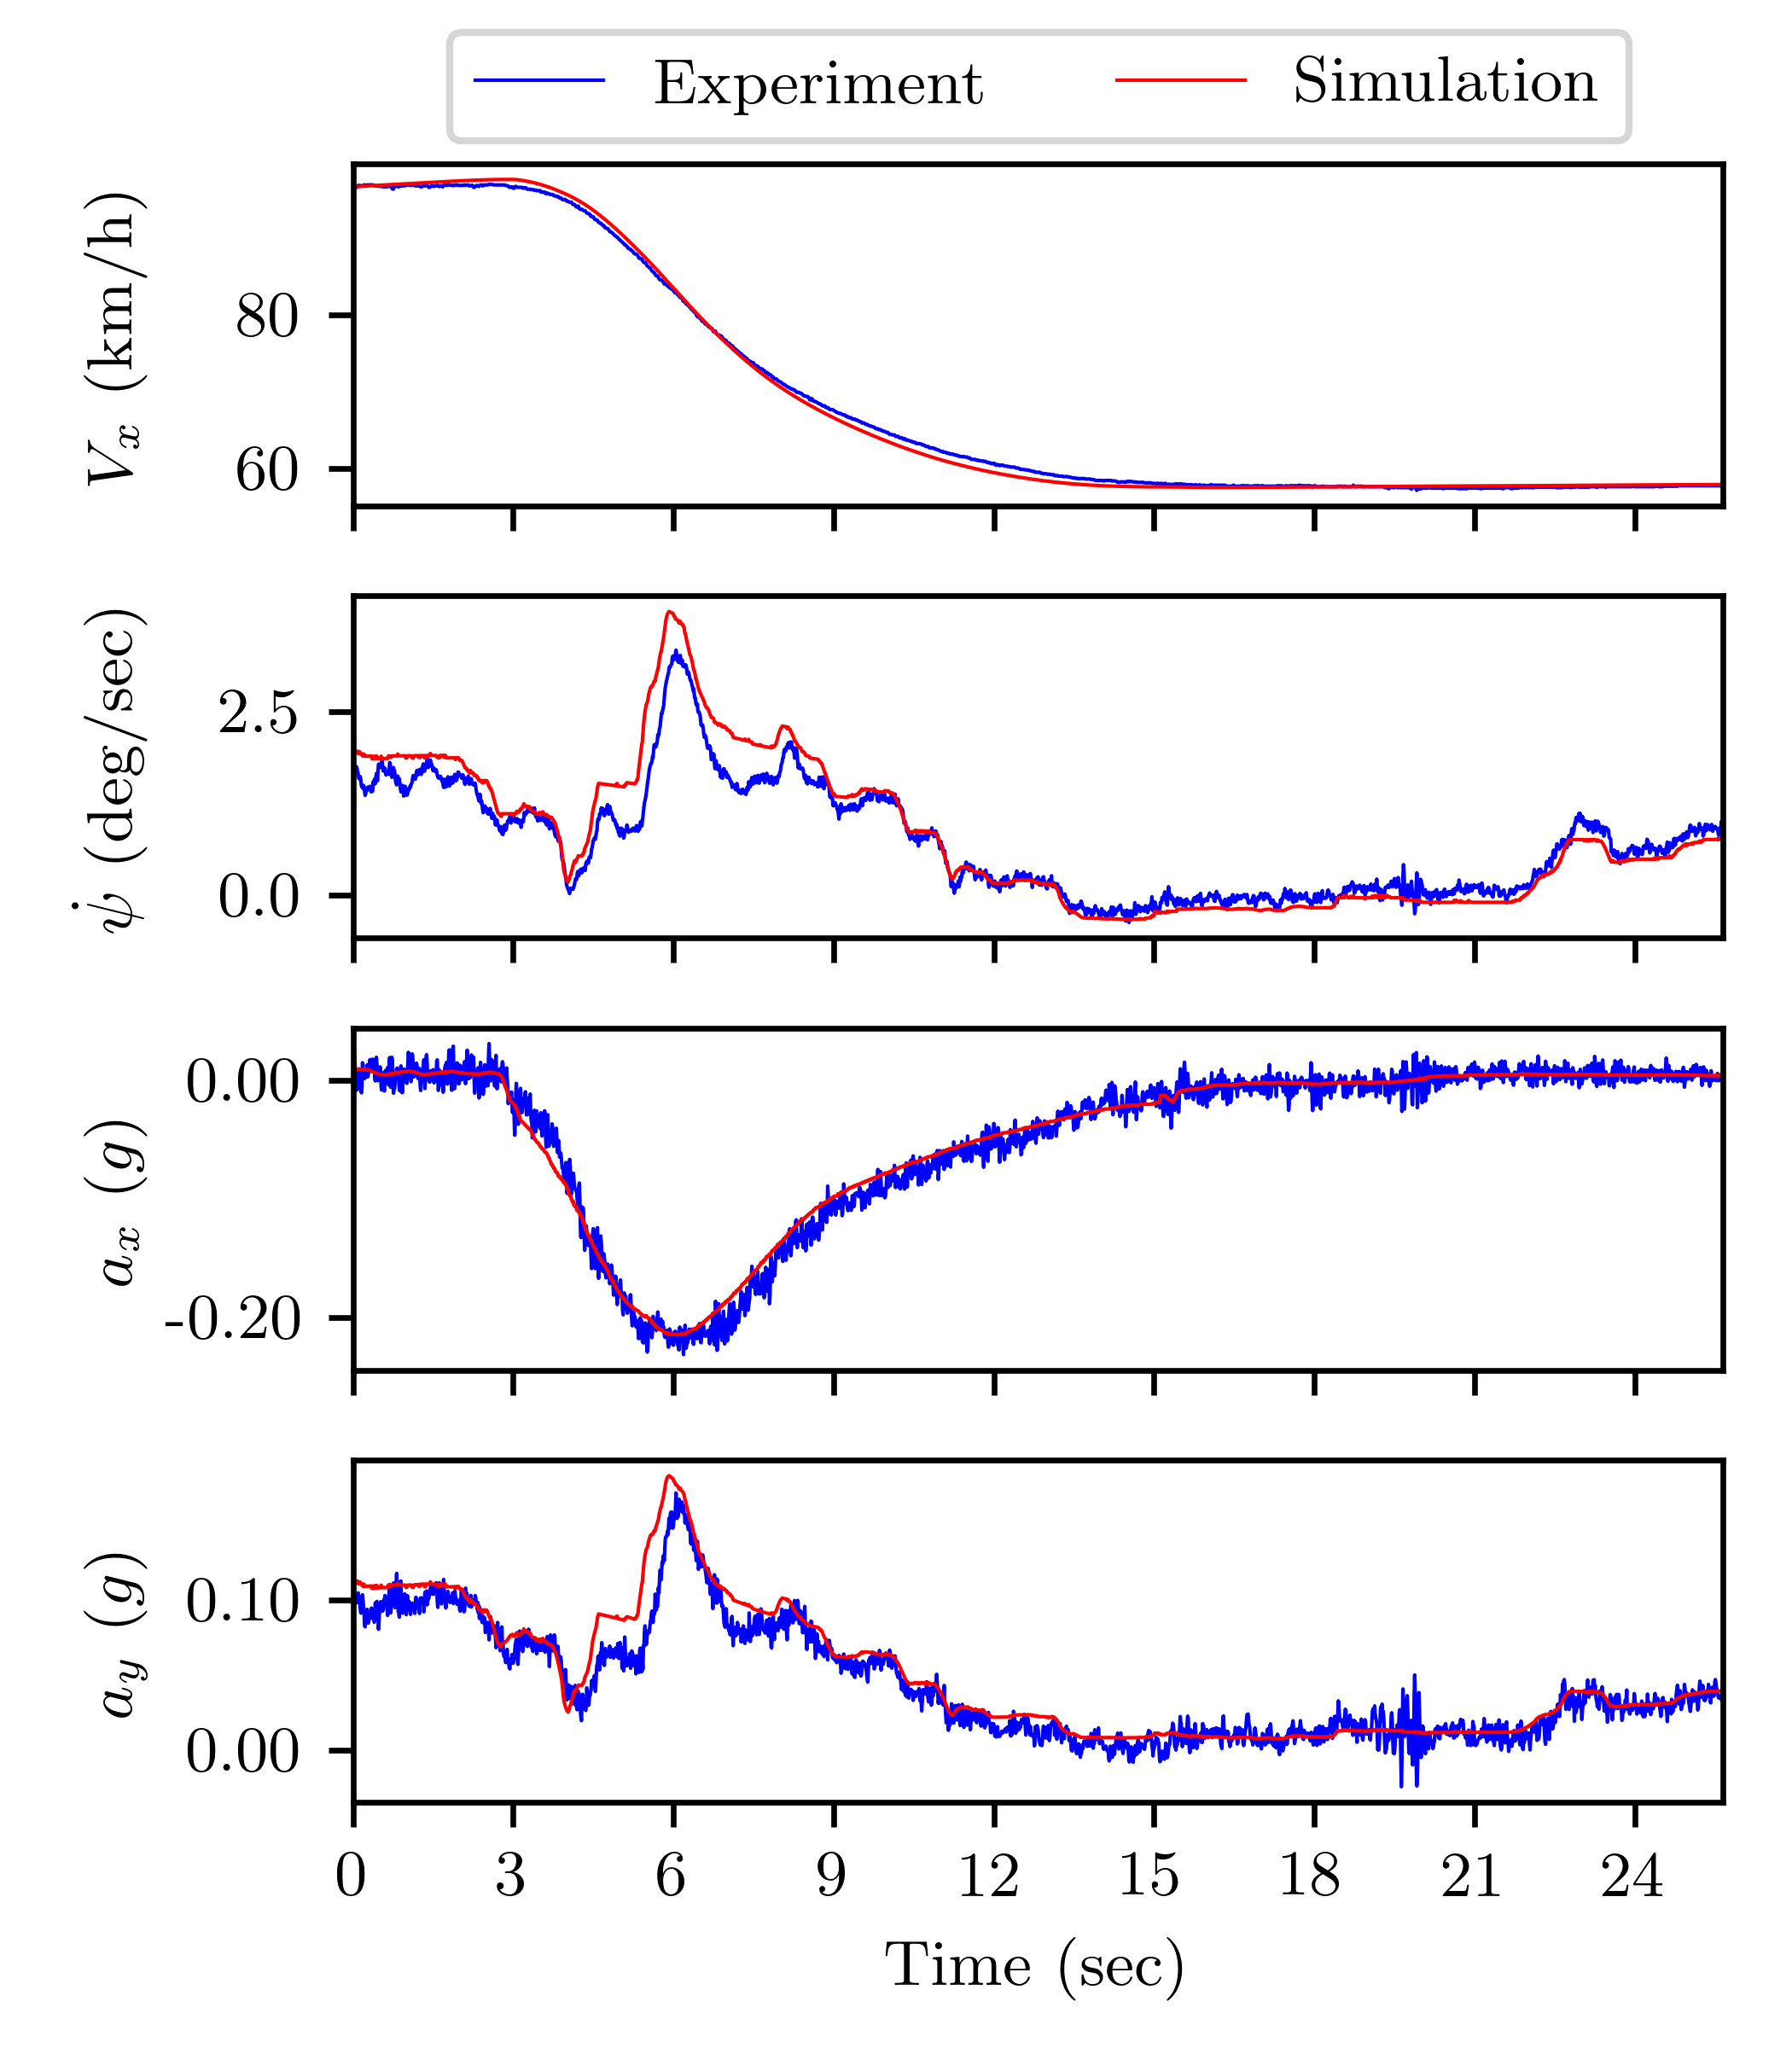 Experiment Simulation
V_x (km/h)
80
60
ψ̇ (deg/sec)
2.5
0.0
a_x (g)
0.00
-0.20
a_y (g)
0.10
0.00
0 3 6 9 12 15 18 21 24
Time (sec)